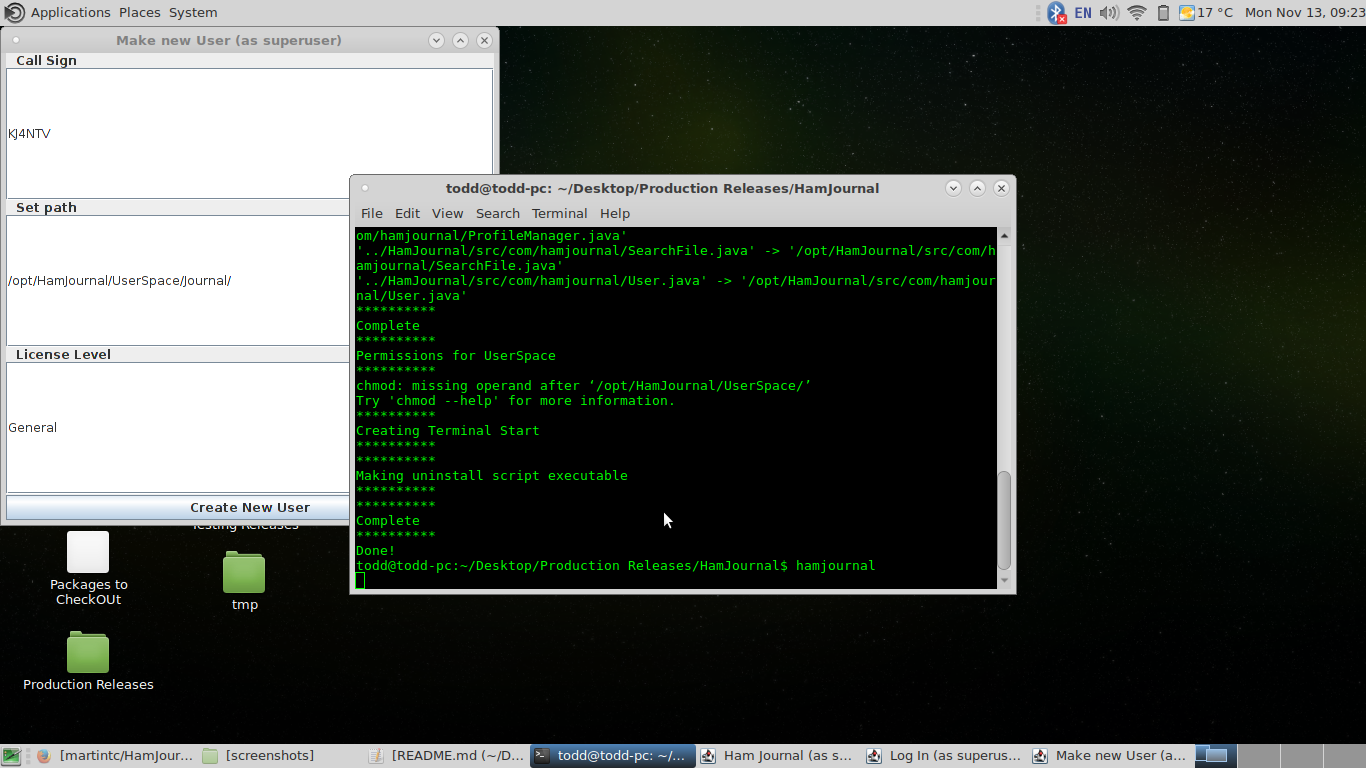 Applications Places System
EN
17 °C Mon Nov 13, 09:23
Make new User (as superuser)
Call Sign
KJ4NTV
Set path
/opt/HamJournal/UserSpace/Journal/
License Level
General
Create New User
todd@todd-pc: ~/Desktop/Production Releases/HamJournal
File Edit View Search Terminal Help
om/hamjournal/ProfileManager.java'
'../HamJournal/src/com/hamjournal/SearchFile.java' -> '/opt/HamJournal/src/com/h
amjournal/SearchFile.java'
'../HamJournal/src/com/hamjournal/User.java' -> '/opt/HamJournal/src/com/hamjour
nal/User.java'
**********
Complete
**********
Permissions for UserSpace
**********
chmod: missing operand after ‘/opt/HamJournal/UserSpace/’
Try 'chmod --help' for more information.
**********
Creating Terminal Start
**********
**********
Making uninstall script executable
**********
**********
Complete
**********
Done!
todd@todd-pc:~/Desktop/Production Releases/HamJournal$ hamjournal
Testing Releases
Packages to
CheckOUt
tmp
Production Releases
[martintc/HamJour...
[screenshots]
[README.md (~/D...
todd@todd-pc: ~/...
Ham Journal (as s...
Log In (as superus...
Make new User (a...